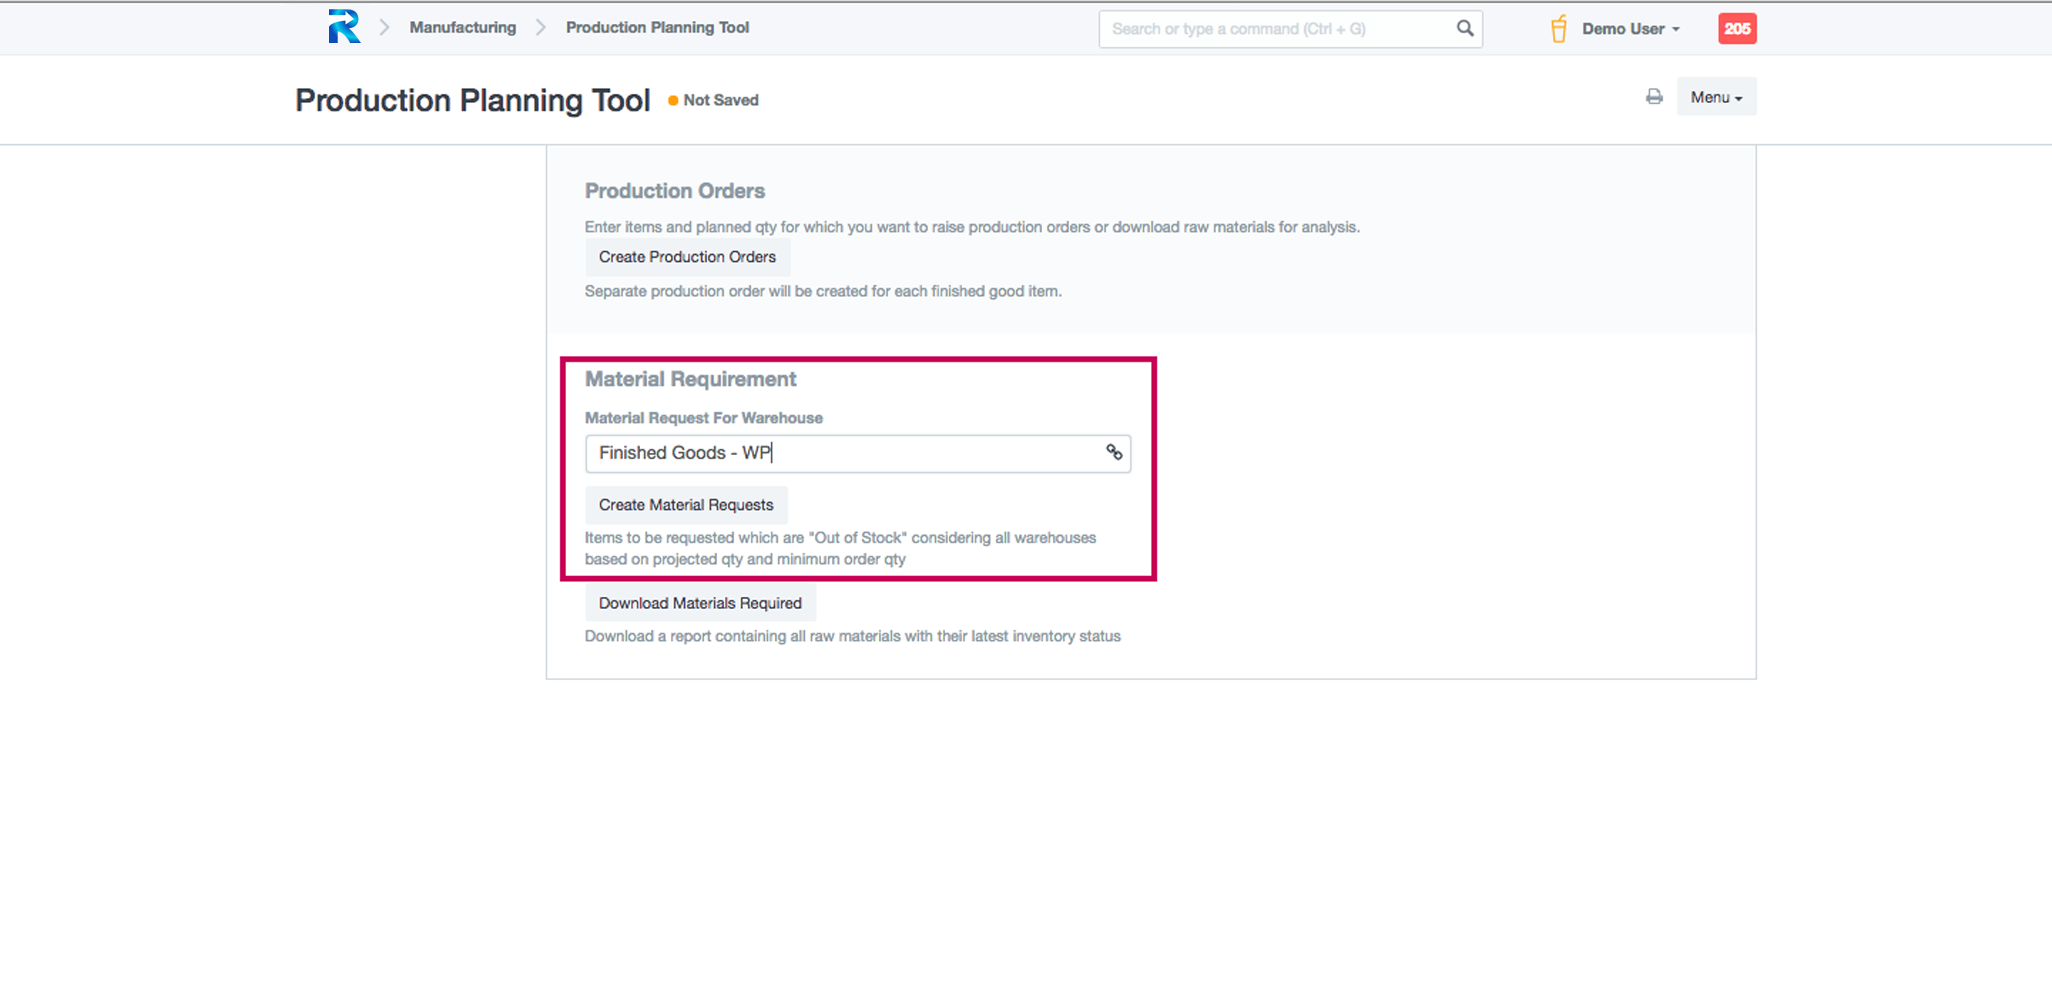 Manufacturing Production Planning Tool Search or type a command (Ctrl + G) Demo User 205
Production Planning Tool Not Saved Menu
Production Orders
Enter items and planned qty for which you want to raise production orders or download raw materials for analysis.
Create Production Orders
Separate production order will be created for each finished good item.
Material Requirement
Material Request For Warehouse
Finished Goods - WP
Create Material Requests
Items to be requested which are "Out of Stock" considering all warehouses
based on projected qty and minimum order qty
Download Materials Required
Download a report containing all raw materials with their latest inventory status